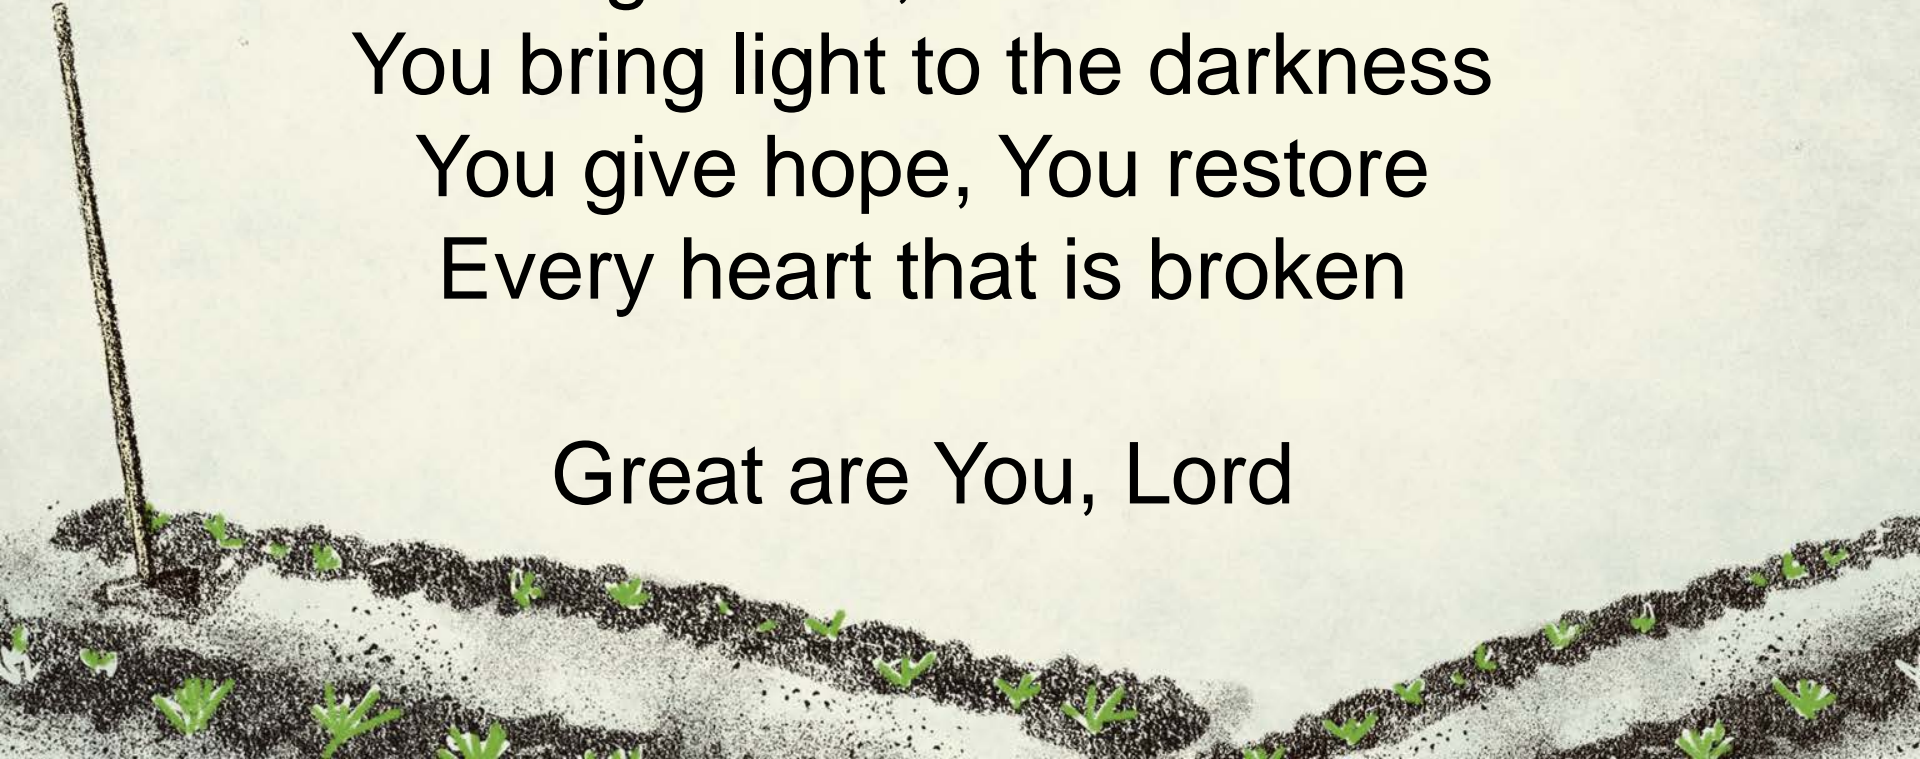 You bring light to the darkness
You give hope, You restore
Every heart that is broken
Great are You, Lord